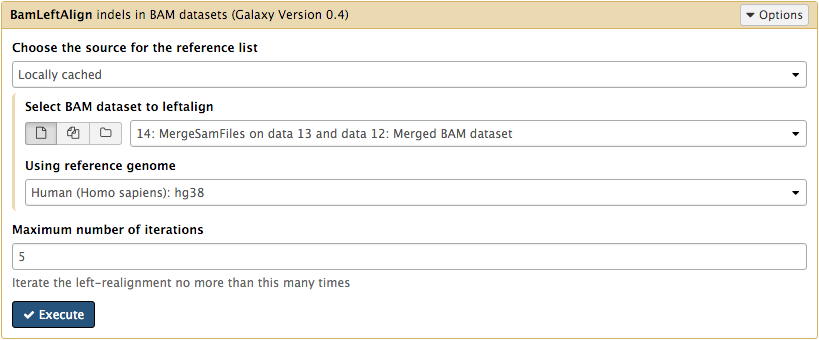 BamLeftAlign indels in BAM datasets (Galaxy Version 0.4)
Options
Choose the source for the reference list
Locally cached
Select BAM dataset to leftalign
14: MergeSamFiles on data 13 and data 12: Merged BAM dataset
Using reference genome
Human (Homo sapiens): hg38
Maximum number of iterations
5
Iterate the left-realignment no more than this many times
Execute